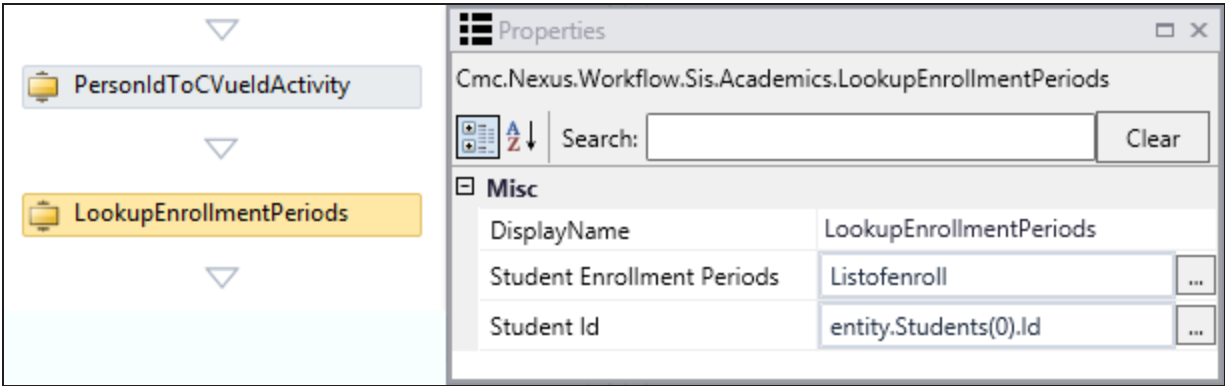 PersonIdToCVueIdActivity
LookupEnrollmentPeriods
Properties
Cmc.Nexus.Workflow.Sis.Academics.LookupEnrollmentPeriods
A Z Search: Clear
Misc
DisplayName LookupEnrollmentPeriods
Student Enrollment Periods Listofenroll ...
Student Id entity.Students(0).Id ...